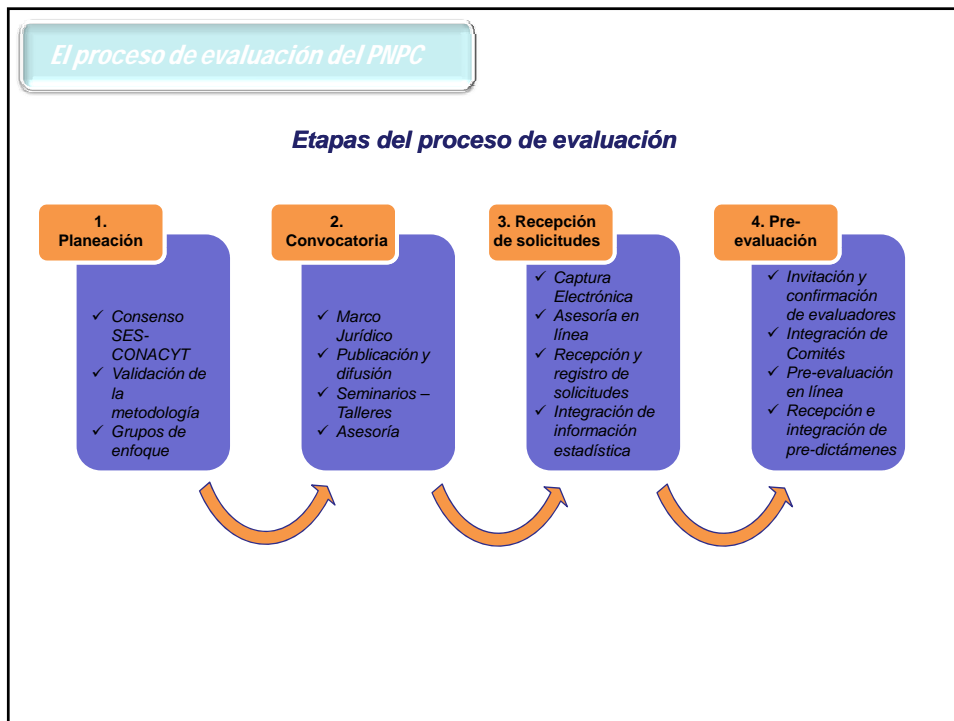 El proceso de evaluación del PNPC
Etapas del proceso de evaluación
1.
Planeación
✓ Consenso
SES-
CONACYT
✓ Validación de
la
metodología
✓ Grupos de
enfoque
2.
Convocatoria
✓ Marco
Jurídico
✓ Publicación y
difusión
✓ Seminarios –
Talleres
✓ Asesoría
3. Recepción
de solicitudes
✓ Captura
Electrónica
✓ Asesoría en
línea
✓ Recepción y
registro de
solicitudes
✓ Integración de
información
estadística
4. Pre-
evaluación
✓ Invitación y
confirmación
de evaluadores
✓ Integración de
Comités
✓ Pre-evaluación
en línea
✓ Recepción e
integración de
pre-dictámenes